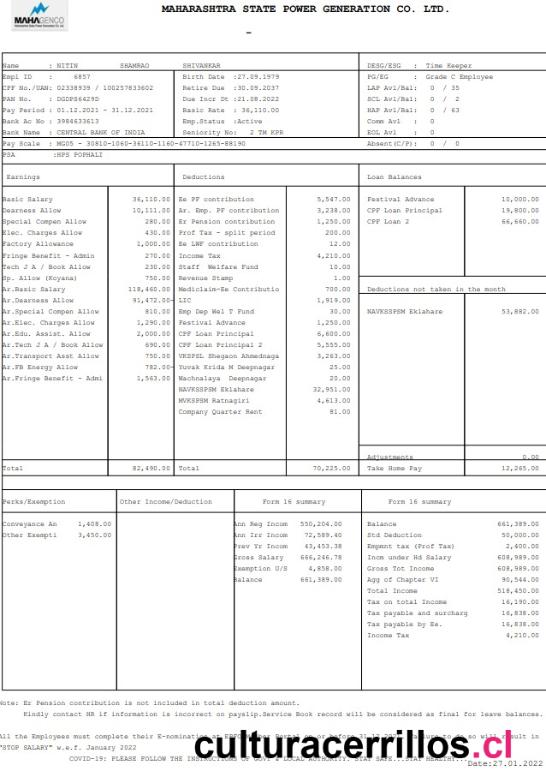 MAHAGENCO
MAHARASHTRA STATE POWER GENERATION CO. LTD.
-
Name : NITIN SHAMRAO SHIVANKAR DESG/ESG : Time Keeper
Empl ID : 6857 Birth Date :27.09.1979 PG/EG : Grade C Employee
CPF No./UAN: 02338939 / 100257833602 Retire Due :30.09.2037 LAP Avl/Bal: 0 / 35
PAN No. : DGDPS6429D Due Incr Dt :21.08.2022 SCL Avl/Bal: 0 / 2
Pay Period : 01.12.2021 - 31.12.2021 Basic Rate : 36,110.00 HAP Avl/Bal: 0 / 63
Bank Ac No : 3984633613 Emp.Status :Active Comm Avl : 0
Bank Name : CENTRAL BANK OF INDIA Seniority No: 2 TM KPR EOL Avl : 0
Pay Scale : MG05 - 30810-1060-36110-1160-47710-1265-88190 Absent(C/P): 0 / 0
PSA :HPS POPHALI
Earnings Deductions Loan Balances
Basic Salary 36,110.00 Ee PF contribution 5,547.00 Festival Advance 10,000.00
Dearness Allow 10,111.00 Ar. Emp. PF contribution 3,238.00 CPF Loan Principal 19,800.00
Special Compen Allow 280.00 Er Pension contribution 1,250.00 CPF Loan 2 66,660.00
Elec. Charges Allow 430.00 Prof Tax - split period 200.00
Factory Allowance 1,000.00 Ee LWF contribution 12.00
Fringe Benefit - Admin 270.00 Income Tax 4,210.00
Tech J A / Book Allow 230.00 Staff Welfare Fund 10.00
Sp. Allow (Koyana) 750.00 Revenue Stamp 1.00
Ar.Basic Salary 118,460.00 Mediclaim-Ee Contributio 700.00 Deductions not taken in the month
Ar.Dearness Allow 91,472.00- LIC 1,919.00
Ar.Special Compen Allow 810.00 Emp Dep Wel T Fund 30.00 NAVKSSPSM Eklahare 53,882.00
Ar.Elec. Charges Allow 1,290.00 Festival Advance 1,250.00
Ar.Edu. Assist. Allow 2,000.00 CPF Loan Principal 6,600.00
Ar.Tech J A / Book Allow 690.00 CPF Loan Principal 2 5,555.00
Ar.Transport Asst Allow 750.00 VKSPSL Shegaon Ahmednaga 3,263.00
Ar.FB Energy Allow 782.00- Yuvak Krida M Deepnagar 25.00
Ar.Fringe Benefit - Admi 1,563.00 Wachnalaya Deepnagar 20.00
NAVKSSPSM Eklahare 32,951.00
MVKSPSM Ratnagiri 4,613.00
Company Quarter Rent 81.00
Adjustments 0.00
Total 82,490.00 Total 70,225.00 Take Home Pay 12,265.00
Perks/Exemption Other Income/Deduction Form 16 summary Form 16 summary
Conveyance An 1,408.00 Ann Reg Incom 550,204.00 Balance 661,389.00
Other Exempti 3,450.00 Ann Irr Incom 72,589.40 Std Deduction 50,000.00
Prev Yr Incom 43,453.38 Empmnt tax (Prof Tax) 2,400.00
Gross Salary 666,246.78 Incm under Hd Salary 608,989.00
Exemption U/S 4,858.00 Gross Tot Income 608,989.00
Balance 661,389.00 Agg of Chapter VI 90,544.00
Total Income 518,450.00
Tax on total Income 16,190.00
Tax payable and surcharg 16,838.00
Tax payable by Ee. 16,838.00
Income Tax 4,210.00
Note: Er Pension contribution is not included in total deduction amount.
Kindly contact HR if information is incorrect on payslip.Service Book record will be considered as final for leave balances.
All the Employees must complete their E-nomination at on or before 31.12.2021 to do so will result in
"STOP SALARY" w.e.f. January 2022
COVID-19: PLEASE FOLLOW THE INSTRUCTIONS OF GOVT & LOCAL AUTHORITY. STAY SAFE...STAY
culturacerrillos.cl
Date:27.01.2022